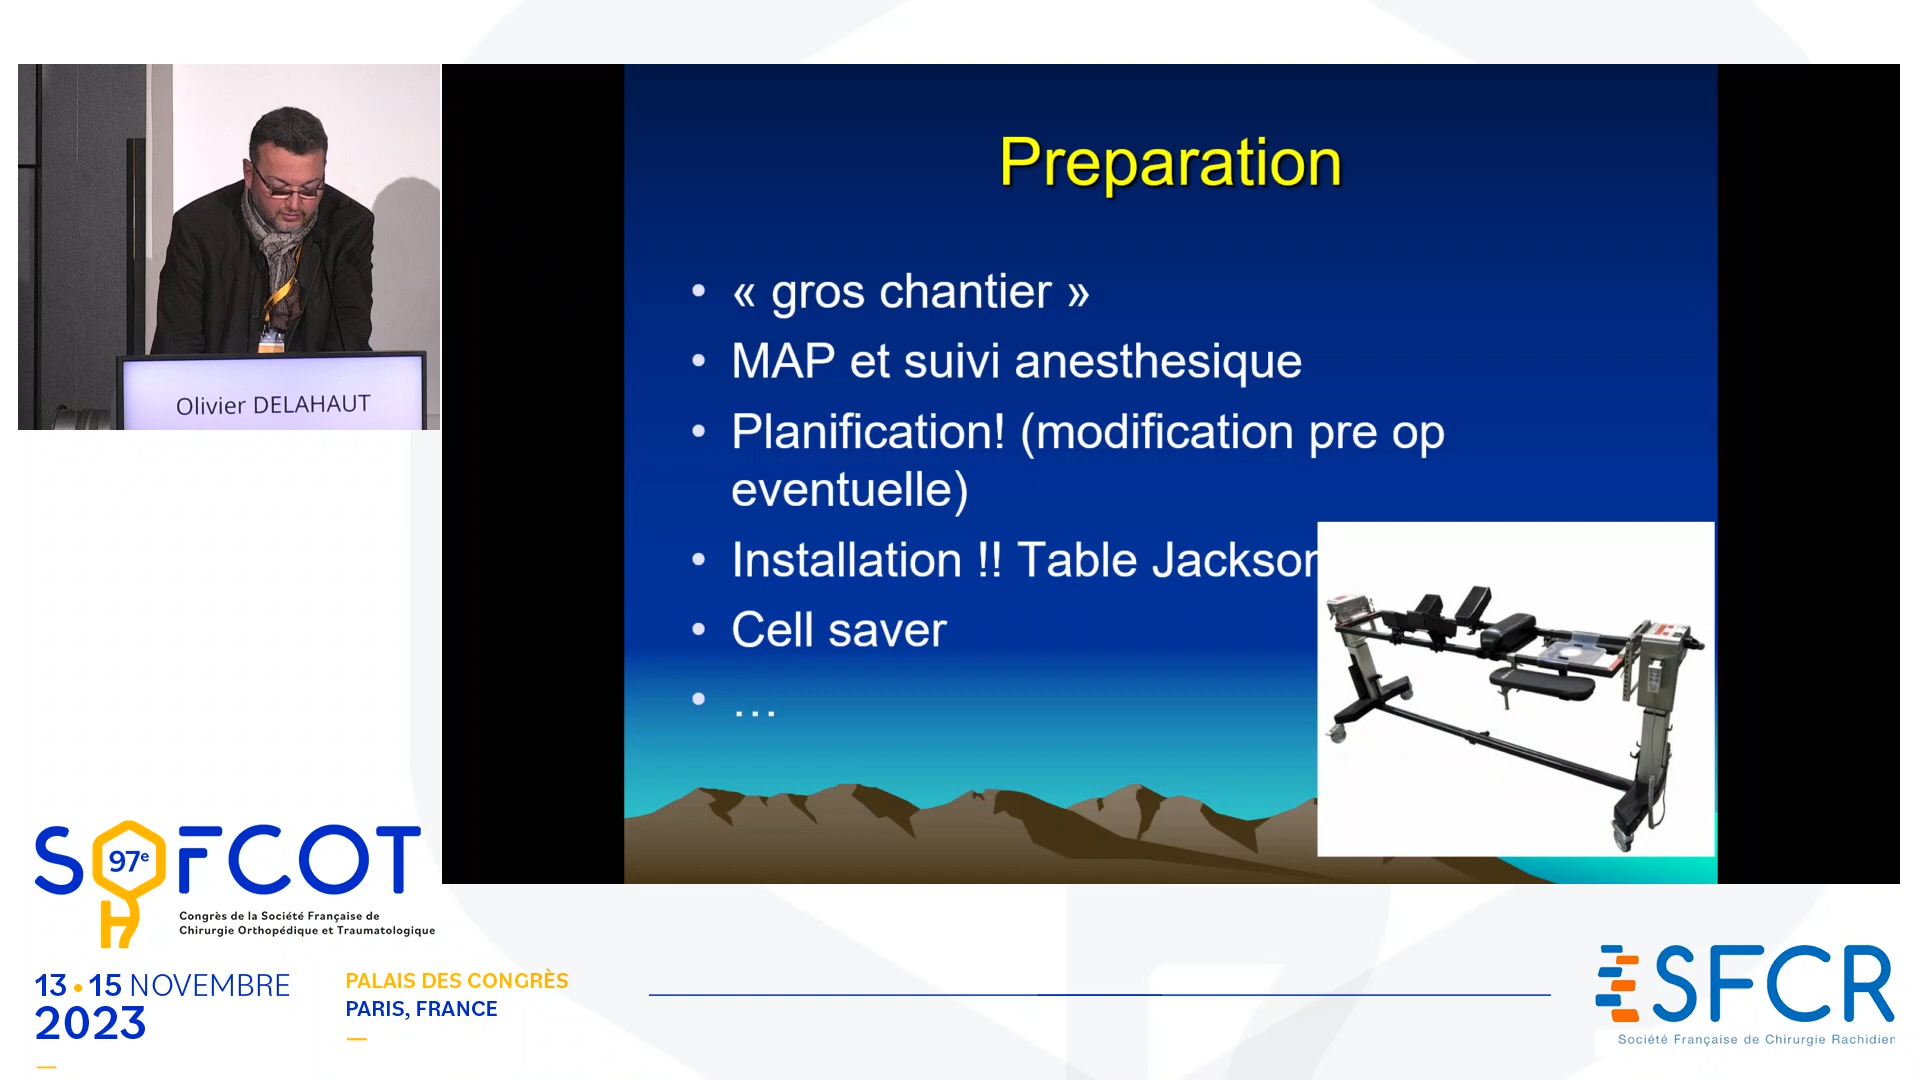 Preparation
• « gros chantier »
• MAP et suivi anesthesique
• Planification! (modification pre op
eventuelle)
• Installation !! Table Jackson
• Cell saver
• …
Olivier DELAHAUT
SOFCOT
97e
Congrès de la Société Française de
Chirurgie Orthopédique et Traumatologique
13•15 NOVEMBRE
2023
PALAIS DES CONGRÈS
PARIS, FRANCE
SFCR
Société Française de Chirurgie Rachidien